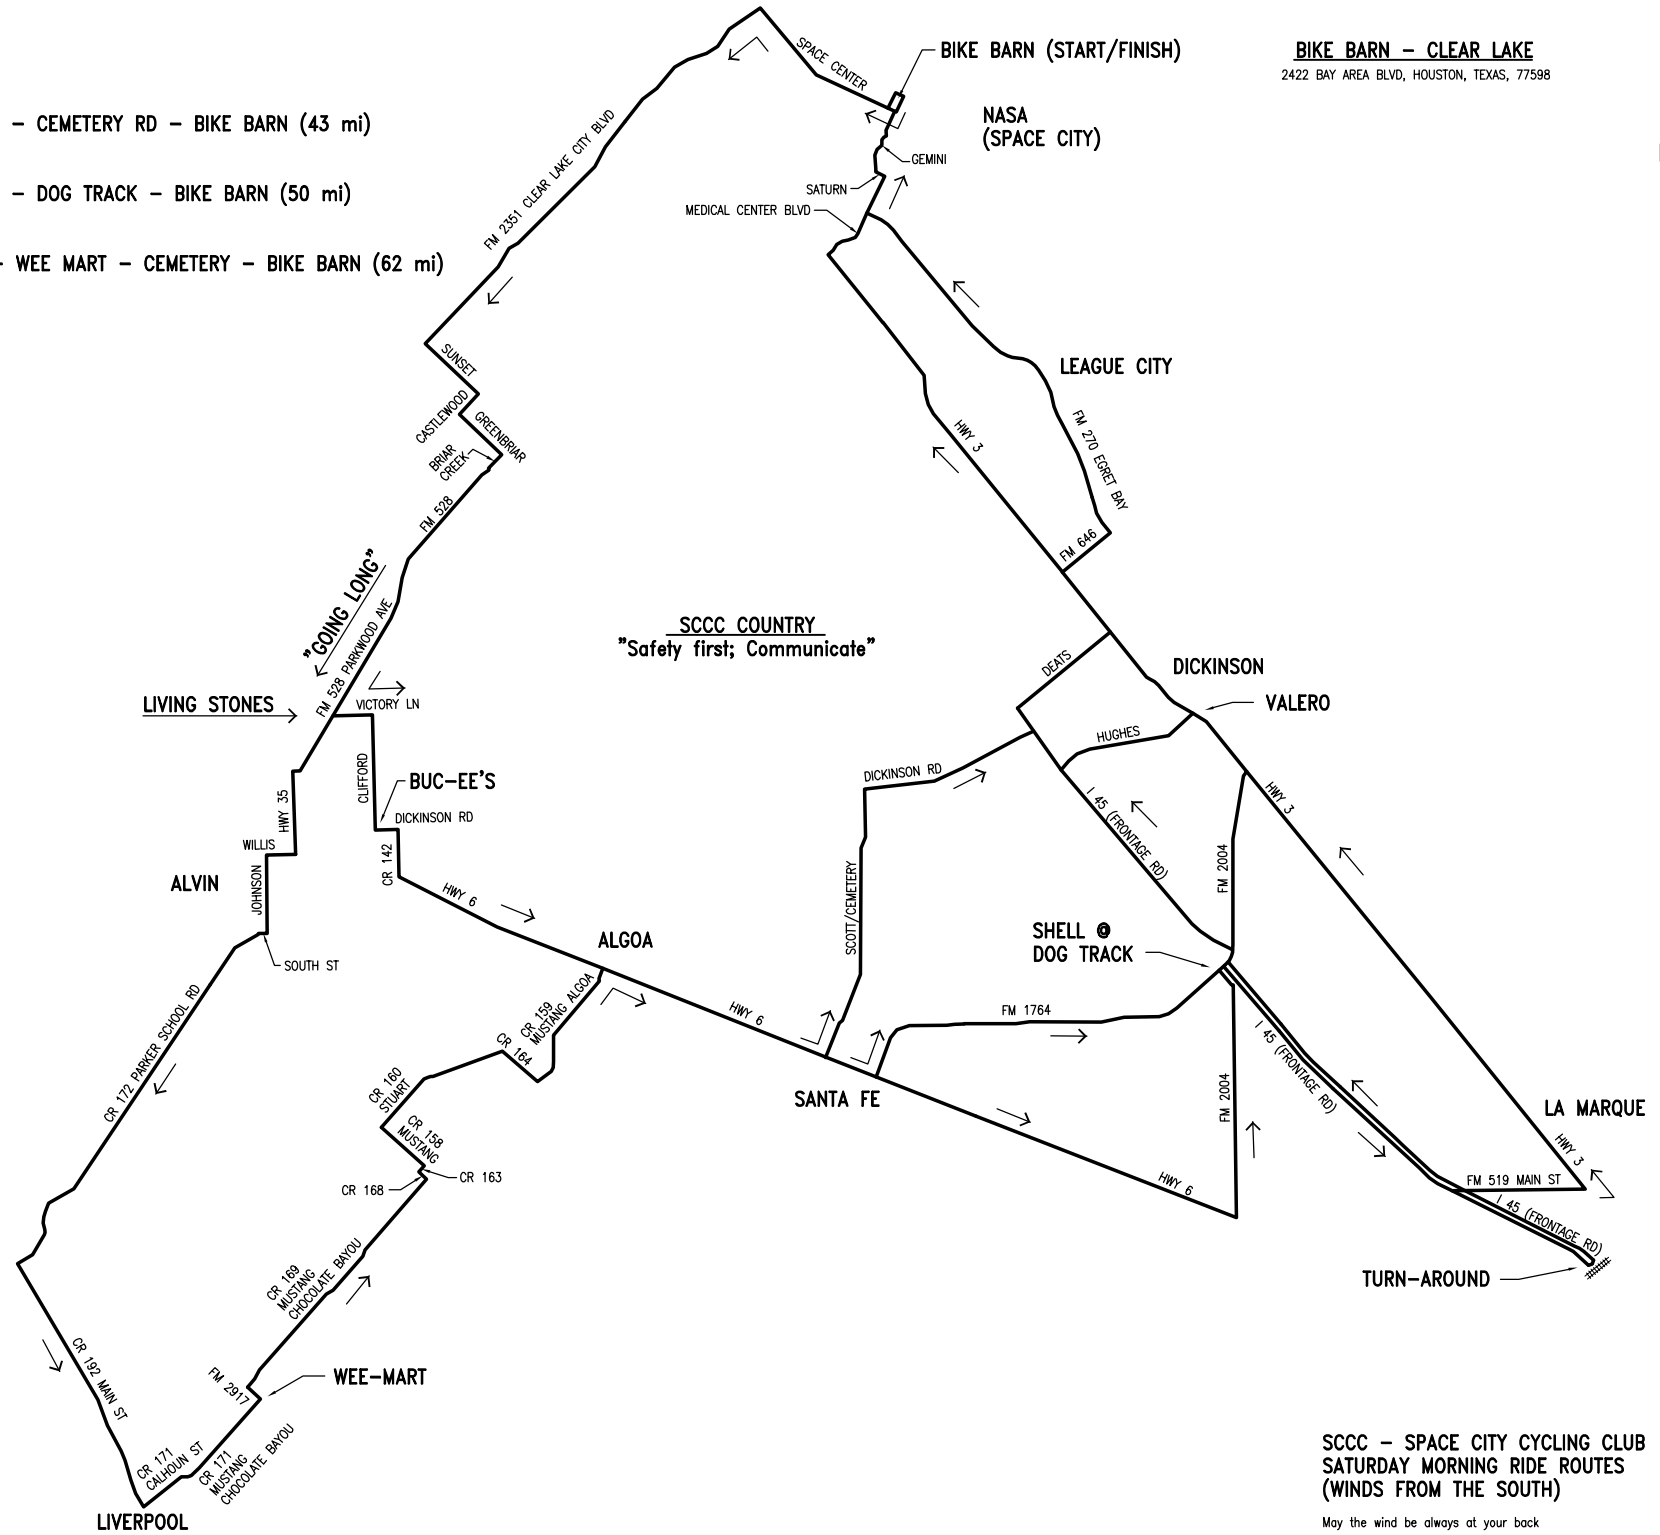 BIKE BARN (START/FINISH)
BIKE BARN – CLEAR LAKE
2422 BAY AREA BLVD, HOUSTON, TEXAS, 77598
SPACE CENTER
NASA
(SPACE CITY)
– CEMETERY RD – BIKE BARN (43 mi)
– DOG TRACK – BIKE BARN (50 mi)
– WEE MART – CEMETERY – BIKE BARN (62 mi)
GEMINI
SATURN
MEDICAL CENTER BLVD
FM 2351 CLEAR LAKE CITY BLVD
SUNSET
CASTLEWOOD
GREENBRIAR
BRIAR
CREEK
FM 528
LEAGUE CITY
HWY 3
FM 270 EGRET BAY
FM 646
"GOING LONG"
FM 528 PARKWOOD AVE
SCCC COUNTRY
"Safety first; Communicate"
DEATS
DICKINSON
VALERO
LIVING STONES
VICTORY LN
HUGHES
CLIFFORD
BUC-EE'S
DICKINSON RD
DICKINSON RD
HWY 35
WILLIS
CR 142
JOHNSON
ALVIN
HWY 6
I 45 (FRONTAGE RD)
HWY 3
FM 2004
SCOTT/CEMETERY
SHELL @
DOG TRACK
ALGOA
SOUTH ST
CR 172 PARKER SCHOOL RD
CR 159
MUSTANG ALGOA
CR 164
HWY 6
FM 1764
CR 160
STUART
CR 158
MUSTANG
SANTA FE
FM 2004
I 45 (FRONTAGE RD)
LA MARQUE
HWY 3
CR 163
CR 168
HWY 6
FM 519 MAIN ST
I 45 (FRONTAGE RD)
TURN-AROUND
CR 169
MUSTANG
CHOCOLATE BAYOU
CR 192 MAIN ST
FM 2917
WEE-MART
CR 171
CALHOUN ST
CR 171
MUSTANG
CHOCOLATE BAYOU
LIVERPOOL
SCCC – SPACE CITY CYCLING CLUB
SATURDAY MORNING RIDE ROUTES
(WINDS FROM THE SOUTH)
May the wind be always at your back